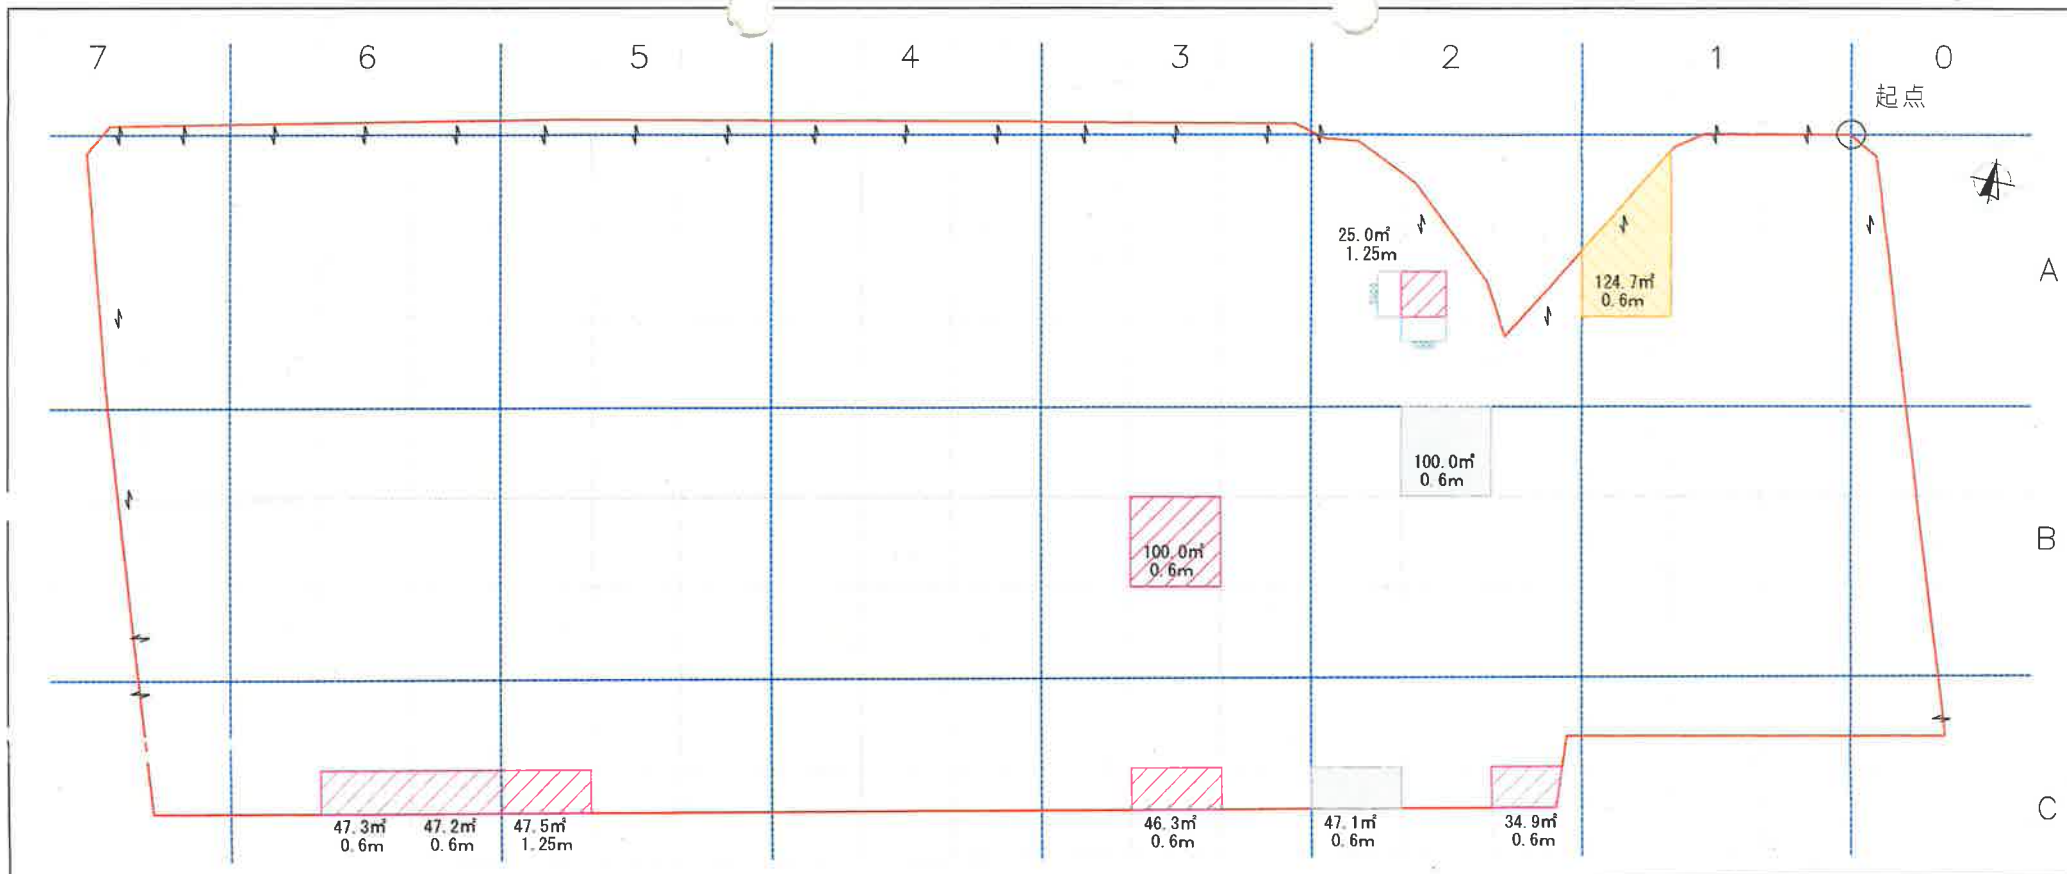 7 6 5 4 3 2 1 0
起点
25.0㎡
1.25m
A
124.7㎡
0.6m
100.0㎡
0.6m
B
100.0㎡
0.6m
C
47.3㎡ 47.2㎡ 47.5㎡ 46.3㎡ 47.1㎡ 34.9㎡
0.6m 0.6m 1.25m 0.6m 0.6m 0.6m